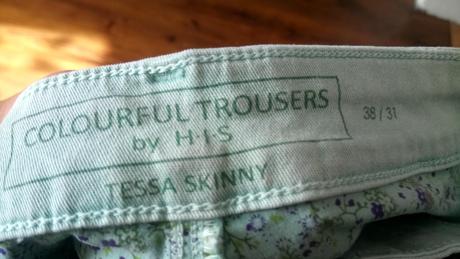 COLOURFUL TROUSERS
by H·I·S
TESSA SKINNY
38 / 31